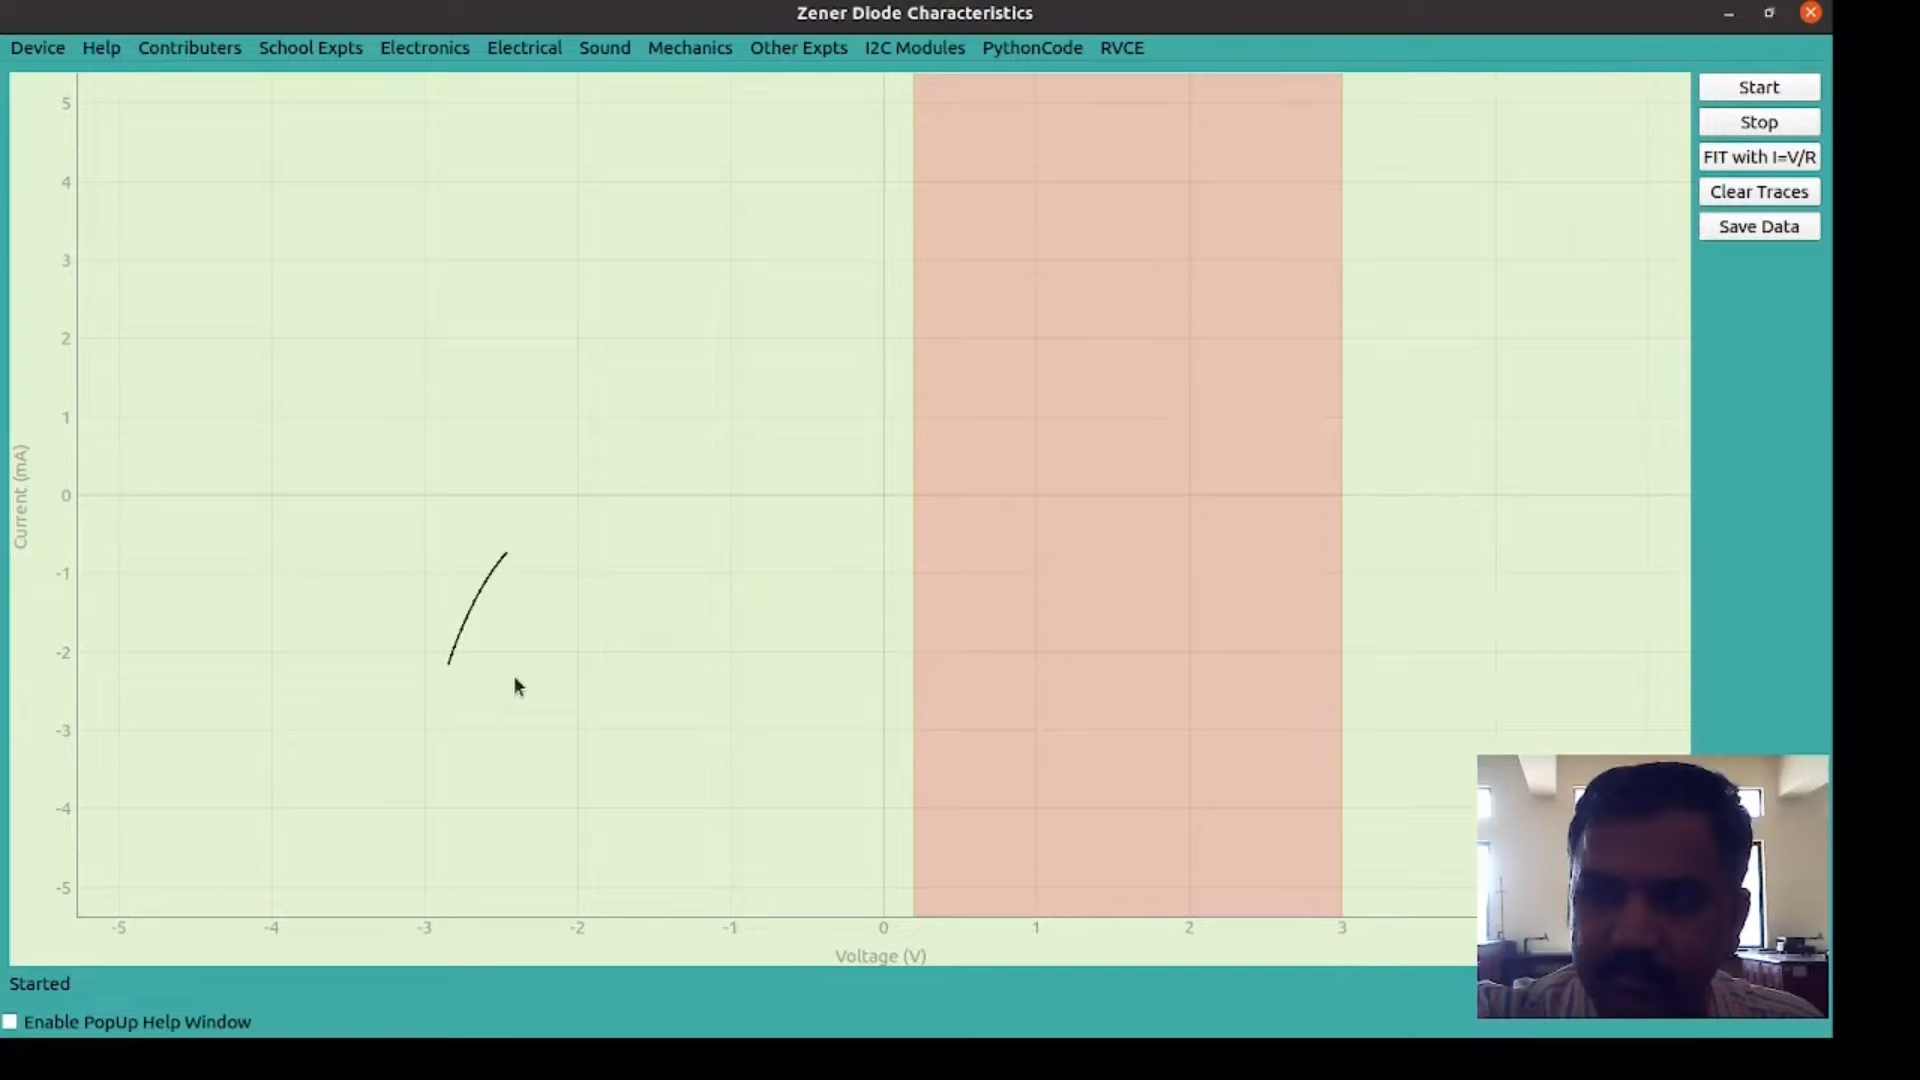 Zener Diode Characteristics
Device Help Contributers School Expts Electronics Electrical Sound Mechanics Other Expts I2C Modules PythonCode RVCE
Start
Stop
FIT with I=V/R
Clear Traces
Save Data
5
4
3
2
1
0
-1
-2
-3
-4
-5
Current (mA)
-5 -4 -3 -2 -1 0 1 2 3
Voltage (V)
Started
Enable PopUp Help Window